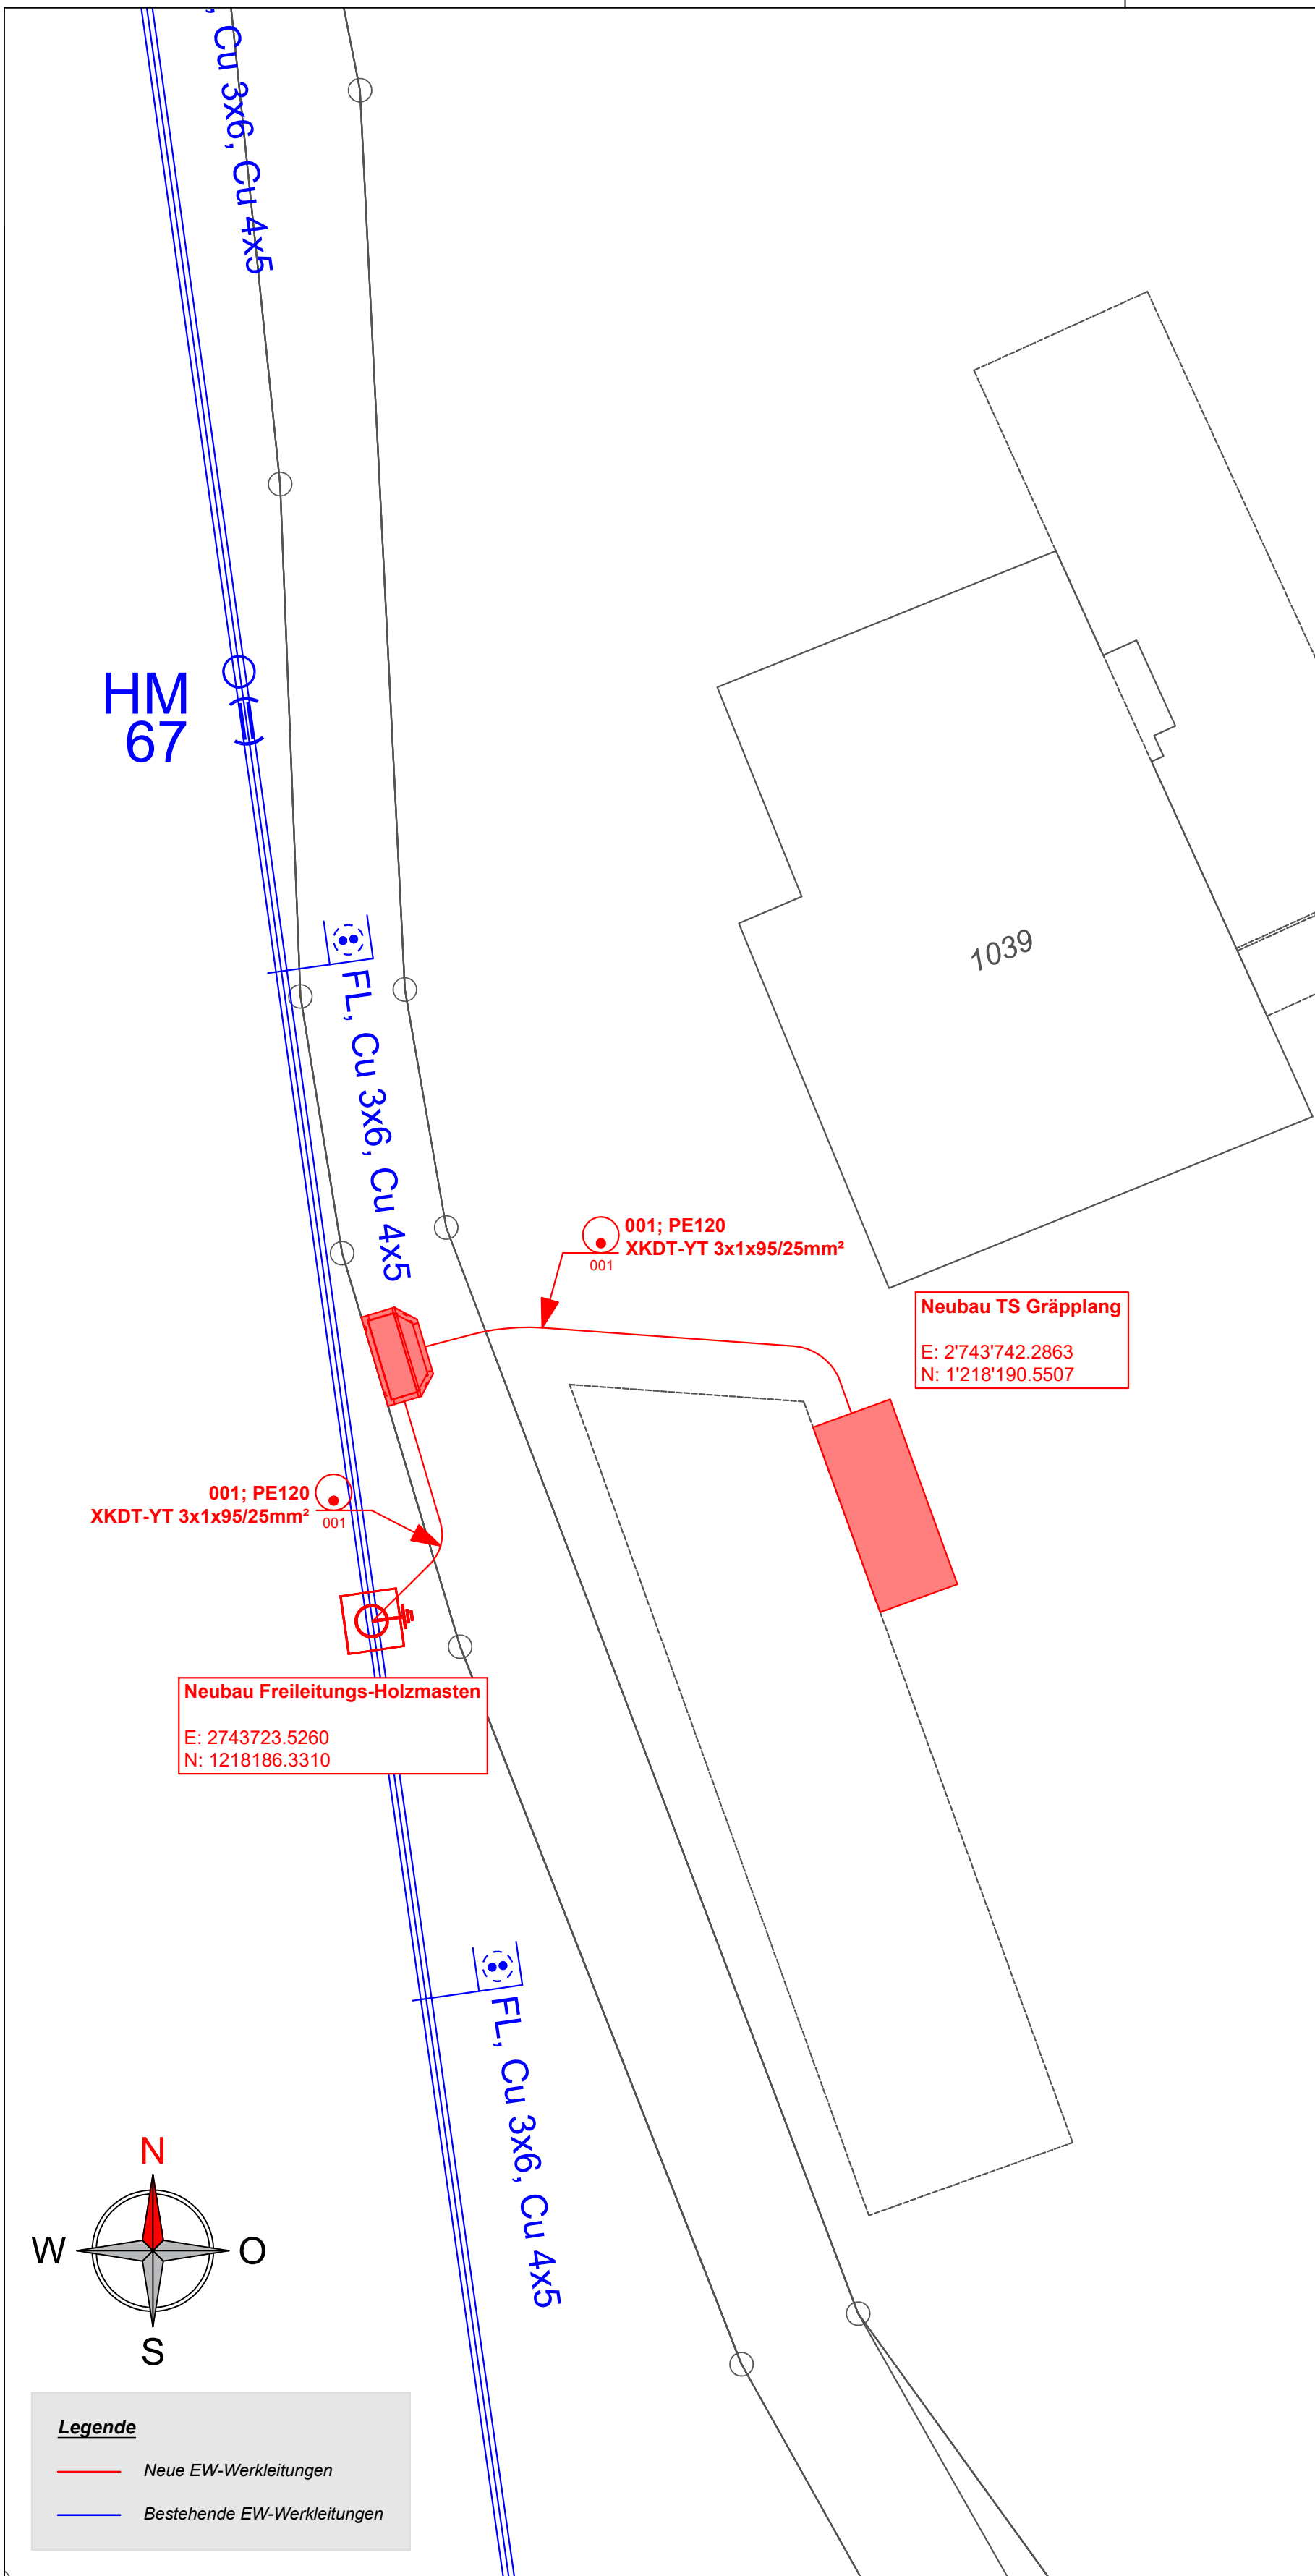 , Cu 3x6, Cu 4x5
HM
67
1039
FL, Cu 3x6, Cu 4x5
001; PE120
XKDT-YT 3x1x95/25mm²
001
Neubau TS Gräpplang
E: 2'743'742.2863
N: 1'218'190.5507
001; PE120
XKDT-YT 3x1x95/25mm²
001
Neubau Freileitungs-Holzmasten
E: 2743723.5260
N: 1218186.3310
FL, Cu 3x6, Cu 4x5
N
W
O
S
Legende
Neue EW-Werkleitungen
Bestehende EW-Werkleitungen